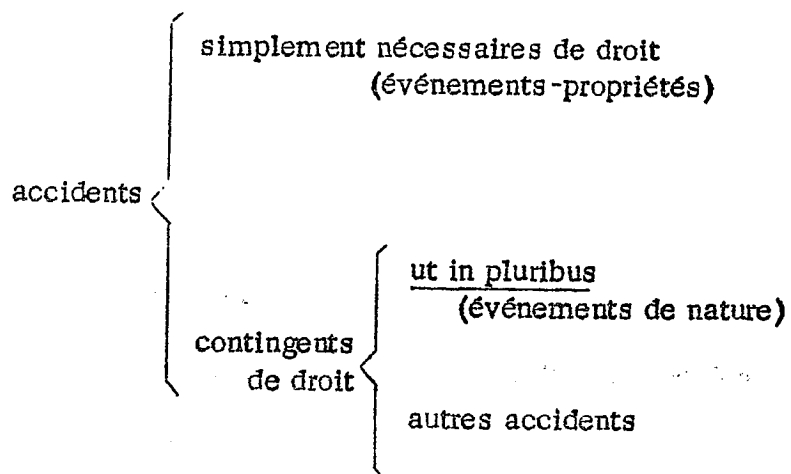 simplement nécessaires de droit
(événements-propriétés)
accidents
ut in pluribus
(événements de nature)
contingents
de droit
autres accidents